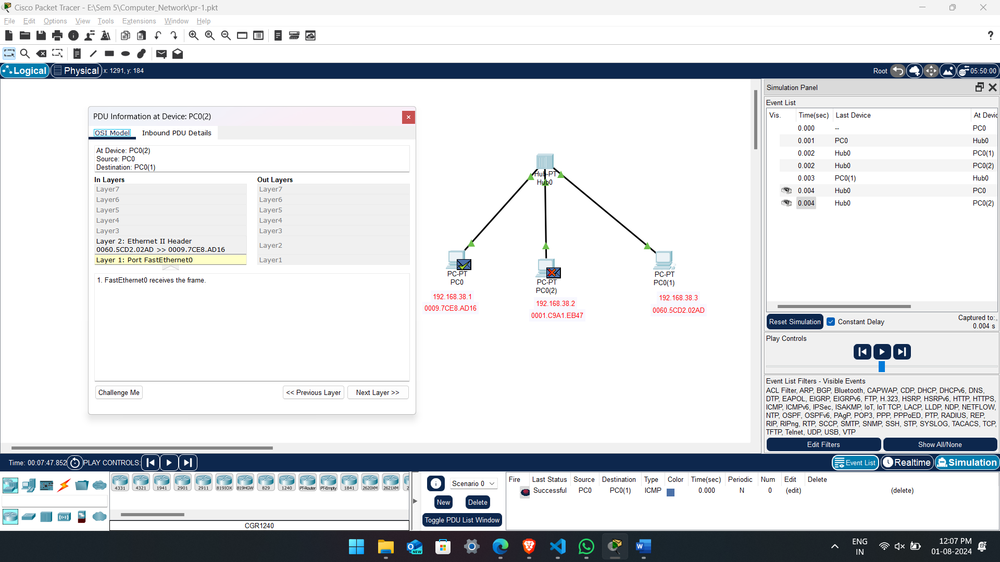 Cisco Packet Tracer - E:\Sem 5\Computer_Network\pr-1.pkt
File Edit Options View Tools Extensions Window Help
?
Logical Physical x: 1291, y: 184
Root 05:50:00
PDU Information at Device: PC0(2)
OSI Model Inbound PDU Details
At Device: PC0(2)
Source: PC0
Destination: PC0(1)
In Layers Out Layers
Layer7 Layer7
Layer6 Layer6
Layer5 Layer5
Layer4 Layer4
Layer3 Layer3
Layer 2: Ethernet II Header
0060.5CD2.02AD >> 0009.7CE8.AD16 Layer2
Layer 1: Port FastEthernet0 Layer1
1. FastEthernet0 receives the frame.
Challenge Me << Previous Layer Next Layer >>
Hub-PT
Hub0
PC-PT
PC0
192.168.38.1
0009.7CE8.AD16
PC-PT
PC0(2)
192.168.38.2
0001.C9A1.EB47
PC-PT
PC0(1)
192.168.38.3
0060.5CD2.02AD
Simulation Panel
Event List
Vis. Time(sec) Last Device At Devic
0.000 -- PC0
0.001 PC0 Hub0
0.002 Hub0 PC0(1)
0.002 Hub0 PC0(2)
0.003 PC0(1) Hub0
0.004 Hub0 PC0
0.004 Hub0 PC0(2)
Reset Simulation Constant Delay Captured to:
0.004 s
Play Controls
Event List Filters - Visible Events
ACL Filter, ARP, BGP, Bluetooth, CAPWAP, CDP, DHCP, DHCPv6, DNS,
DTP, EAPOL, EIGRP, EIGRPv6, FTP, H.323, HSRP, HSRPv6, HTTP, HTTPS,
ICMP, ICMPv6, IPSec, ISAKMP, IoT, IoT TCP, LACP, LLDP, NDP, NETFLOW,
NTP, OSPF, OSPFv6, PAgP, POP3, PPP, PPPoED, PTP, RADIUS, REP,
RIP, RIPng, RTP, SCCP, SMTP, SNMP, SSH, STP, SYSLOG, TACACS, TCP,
TFTP, Telnet, UDP, USB, VTP
Edit Filters Show All/None
Time: 00:07:47.852 PLAY CONTROLS:
Event List Realtime Simulation
4331 4321 1941 2901 2911 819IOX 819HGW 829 1240 PT-Router PT-Empty 1841 2620XM 2621XM 2
CGR1240
Scenario 0
New Delete
Toggle PDU List Window
Fire Last Status Source Destination Type Color Time(sec) Periodic Num Edit Delete
Successful PC0 PC0(1) ICMP 0.000 N 0 (edit) (delete)
NEW
ENG
IN
12:07 PM
01-08-2024